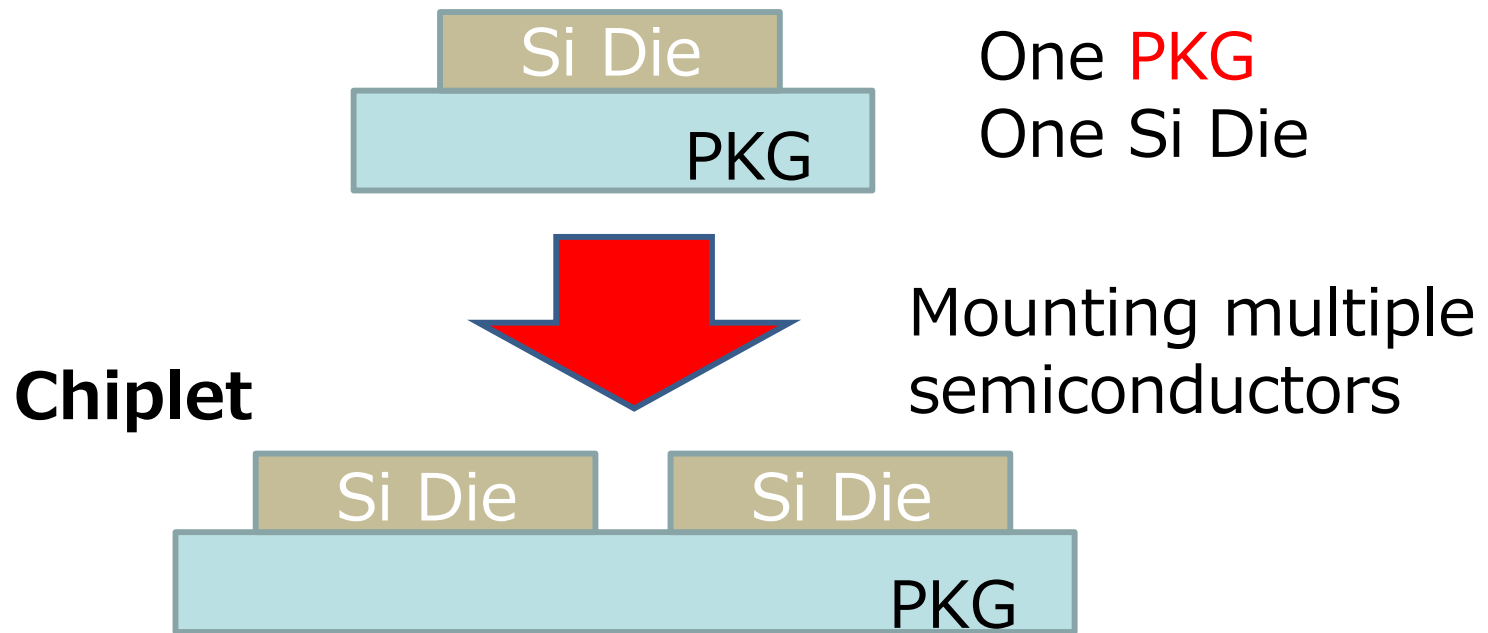 Si Die
PKG
One PKG
One Si Die
Mounting multiple
semiconductors
Chiplet
Si Die
Si Die
PKG